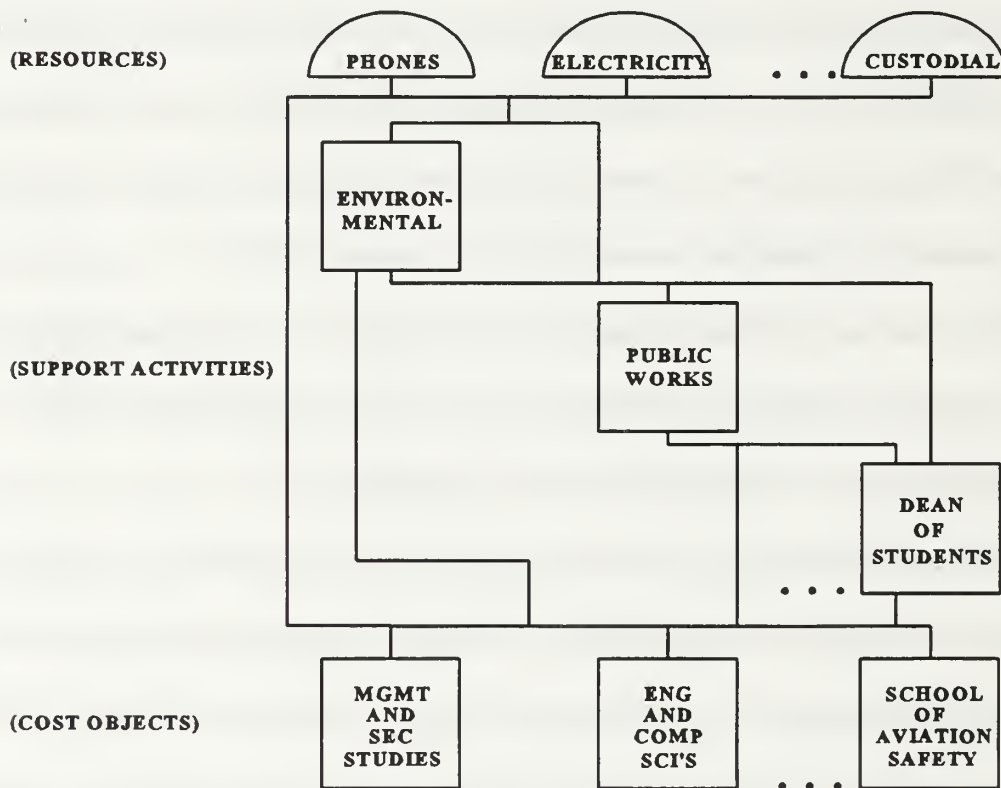 (RESOURCES)
PHONES
ELECTRICITY
. . .
CUSTODIAL
ENVIRON-
MENTAL
(SUPPORT ACTIVITIES)
PUBLIC
WORKS
DEAN
OF
STUDENTS
. . .
(COST OBJECTS)
MGMT
AND
SEC
STUDIES
ENG
AND
COMP
SCI'S
. . .
SCHOOL
OF
AVIATION
SAFETY